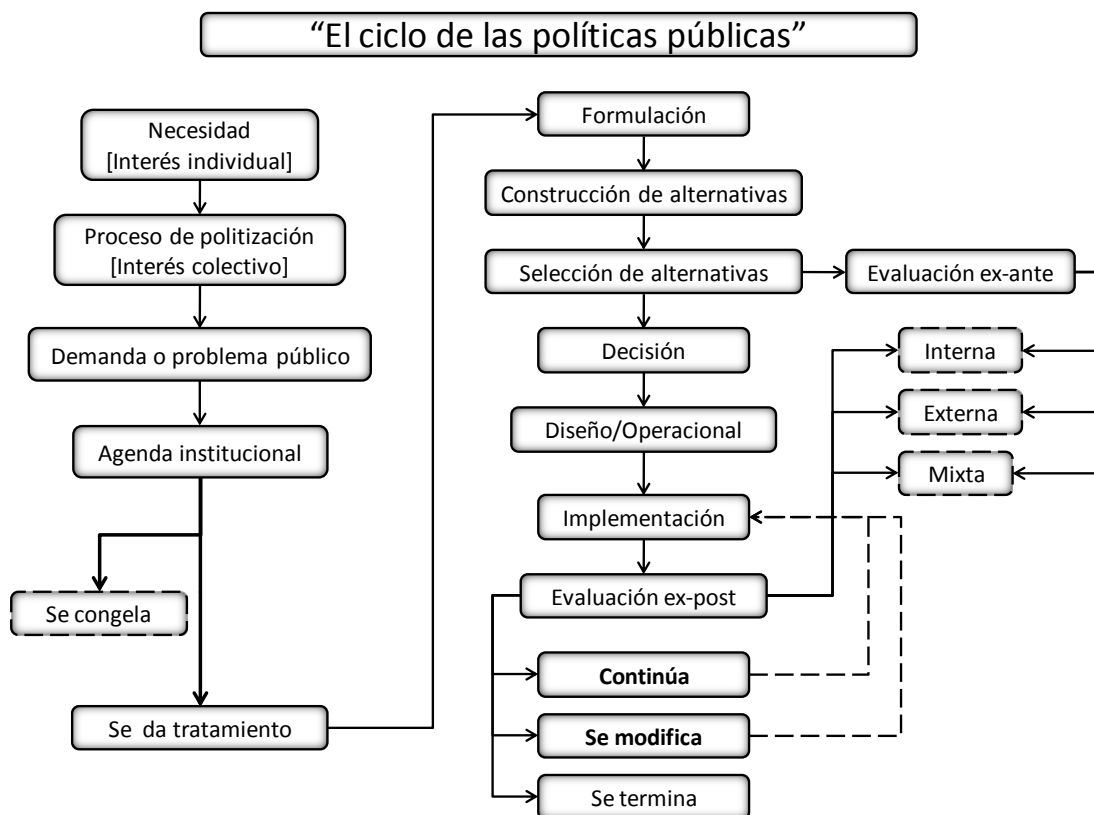 “El ciclo de las políticas públicas”
Necesidad
[Interés individual]
Proceso de politización
[Interés colectivo]
Demanda o problema público
Agenda institucional
Se congela
Se da tratamiento
Formulación
Construcción de alternativas
Selección de alternativas
Evaluación ex-ante
Decisión
Interna
Externa
Mixta
Diseño/Operacional
Implementación
Evaluación ex-post
Continúa
Se modifica
Se termina